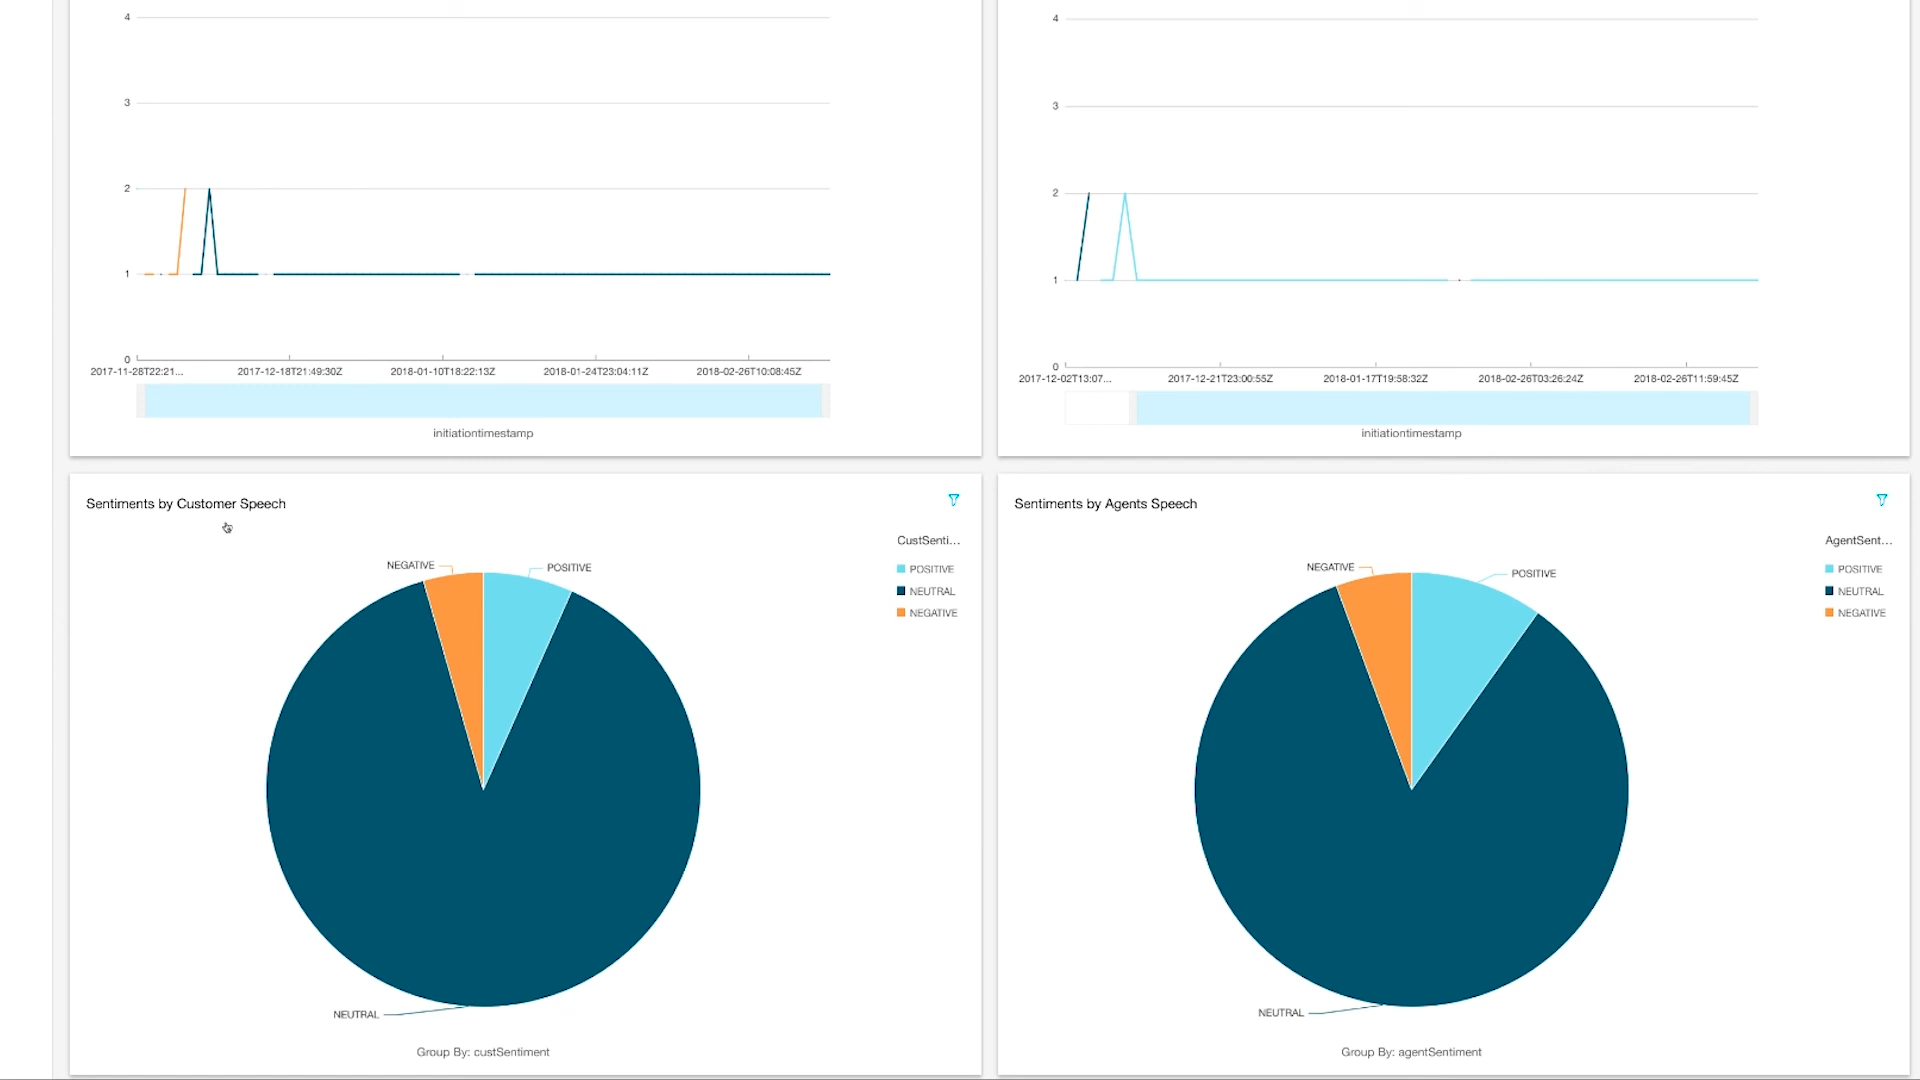 4
3
2
1
0
2017-11-28T22:21...
2017-12-18T21:49:30Z
2018-01-10T18:22:13Z
2018-01-24T23:04:11Z
2018-02-26T10:08:45Z
initiationtimestamp
4
3
2
1
0
2017-12-02T13:07...
2017-12-21T23:00:55Z
2018-01-17T19:58:32Z
2018-02-26T03:26:24Z
2018-02-26T11:59:45Z
initiationtimestamp
Sentiments by Customer Speech
CustSenti...
POSITIVE
NEUTRAL
NEGATIVE
NEGATIVE
POSITIVE
NEUTRAL
Group By: custSentiment
Sentiments by Agents Speech
AgentSent...
POSITIVE
NEUTRAL
NEGATIVE
NEGATIVE
POSITIVE
NEUTRAL
Group By: agentSentiment